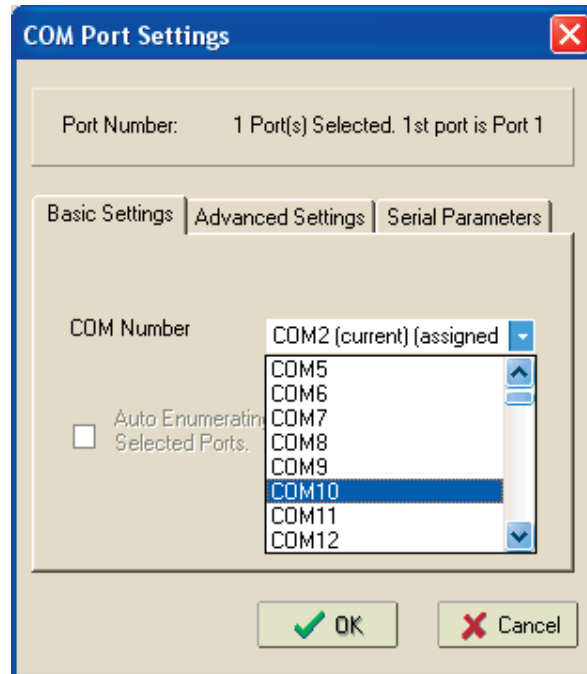 COM Port Settings
Port Number: 1 Port(s) Selected. 1st port is Port 1
Basic Settings Advanced Settings Serial Parameters
COM Number COM2 (current) (assigned
COM5
COM6
COM7
COM8
COM9
COM10
COM11
COM12
Auto Enumerating
Selected Ports.
OK Cancel